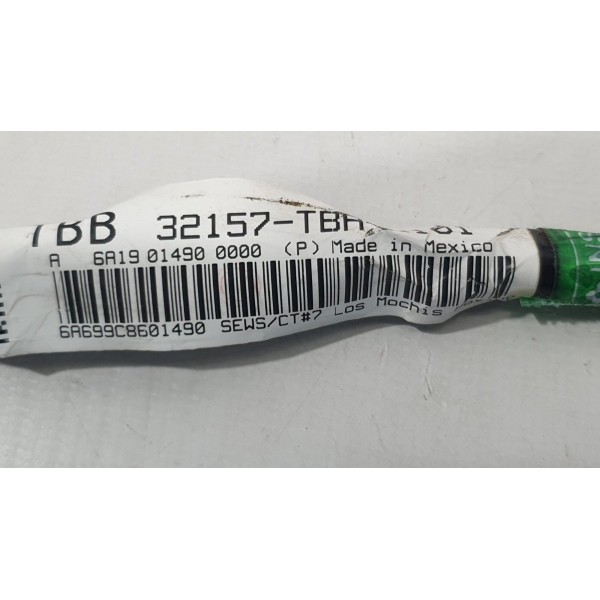 TBB 32157-TBA
A 6A19 01490 0000 (P) Made in Mexico
6A699C8601490 SEWS/CT#7 Los Mochis